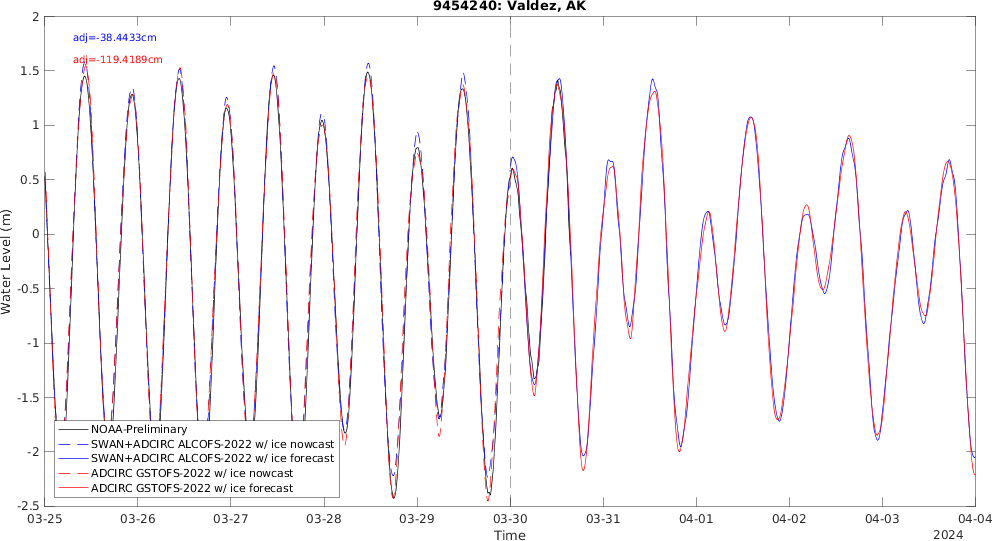 9454240: Valdez, AK
adj=-38.4433cm
adj=-119.4189cm
Water Level (m)
2
1.5
1
0.5
0
-0.5
-1
-1.5
-2
-2.5
NOAA-Preliminary
SWAN+ADCIRC ALCOFS-2022 w/ ice nowcast
SWAN+ADCIRC ALCOFS-2022 w/ ice forecast
ADCIRC GSTOFS-2022 w/ ice nowcast
ADCIRC GSTOFS-2022 w/ ice forecast
03-25 03-26 03-27 03-28 03-29 03-30 03-31 04-01 04-02 04-03 04-04
Time
2024